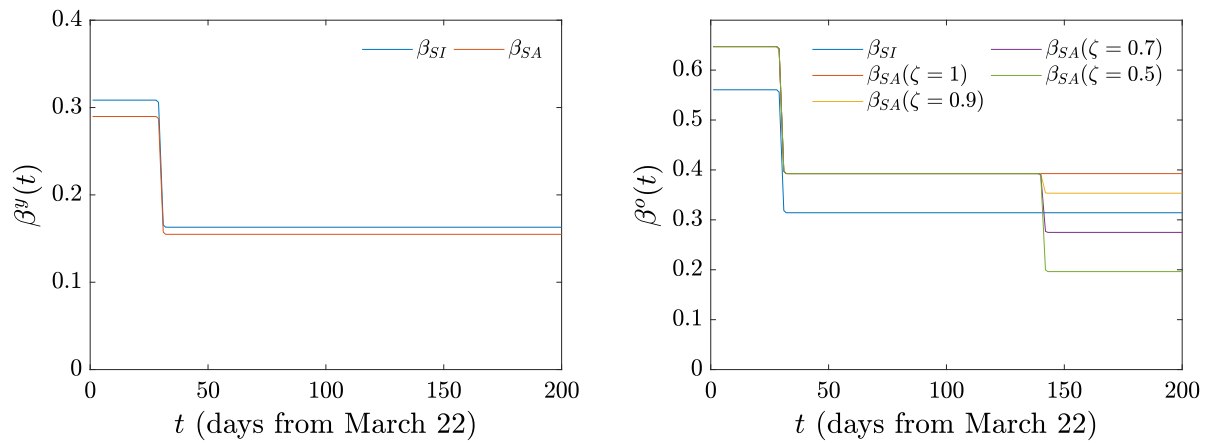 0.4
0.3
0.2
0.1
0
0 50 100 150 200
β^y(t)
t (days from March 22)
β_SI β_SA
0.6
0.5
0.4
0.3
0.2
0.1
0
0 50 100 150 200
β^o(t)
t (days from March 22)
β_SI β_SA(ζ = 0.7)
β_SA(ζ = 1) β_SA(ζ = 0.5)
β_SA(ζ = 0.9)